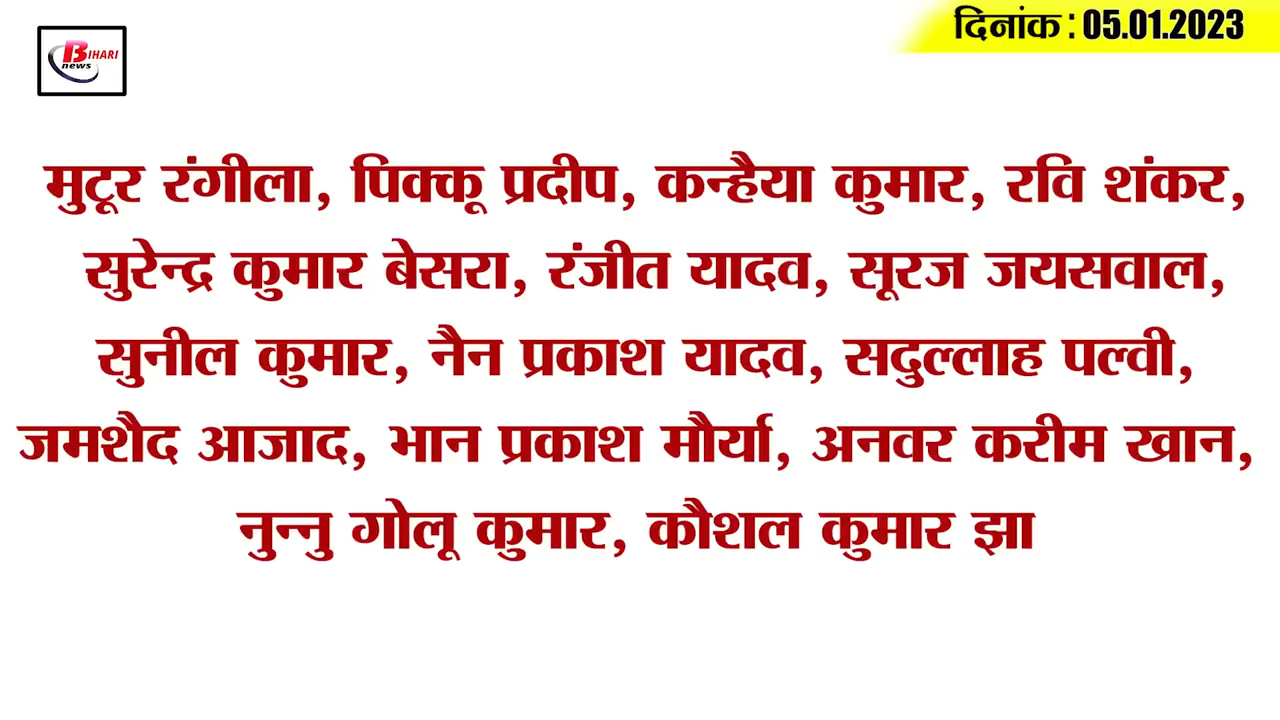 दिनांक : 05.01.2023
BIHARI
news
मुटूर रंगीला, पिक्कू प्रदीप, कन्हैया कुमार, रवि शंकर,
सुरेन्द्र कुमार बेसरा, रंजीत यादव, सूरज जयसवाल,
सुनील कुमार, नैन प्रकाश यादव, सदुल्लाह पल्वी,
जमशैद आजाद, भान प्रकाश मौर्या, अनवर करीम खान,
नुन्नु गोलू कुमार, कौशल कुमार झा